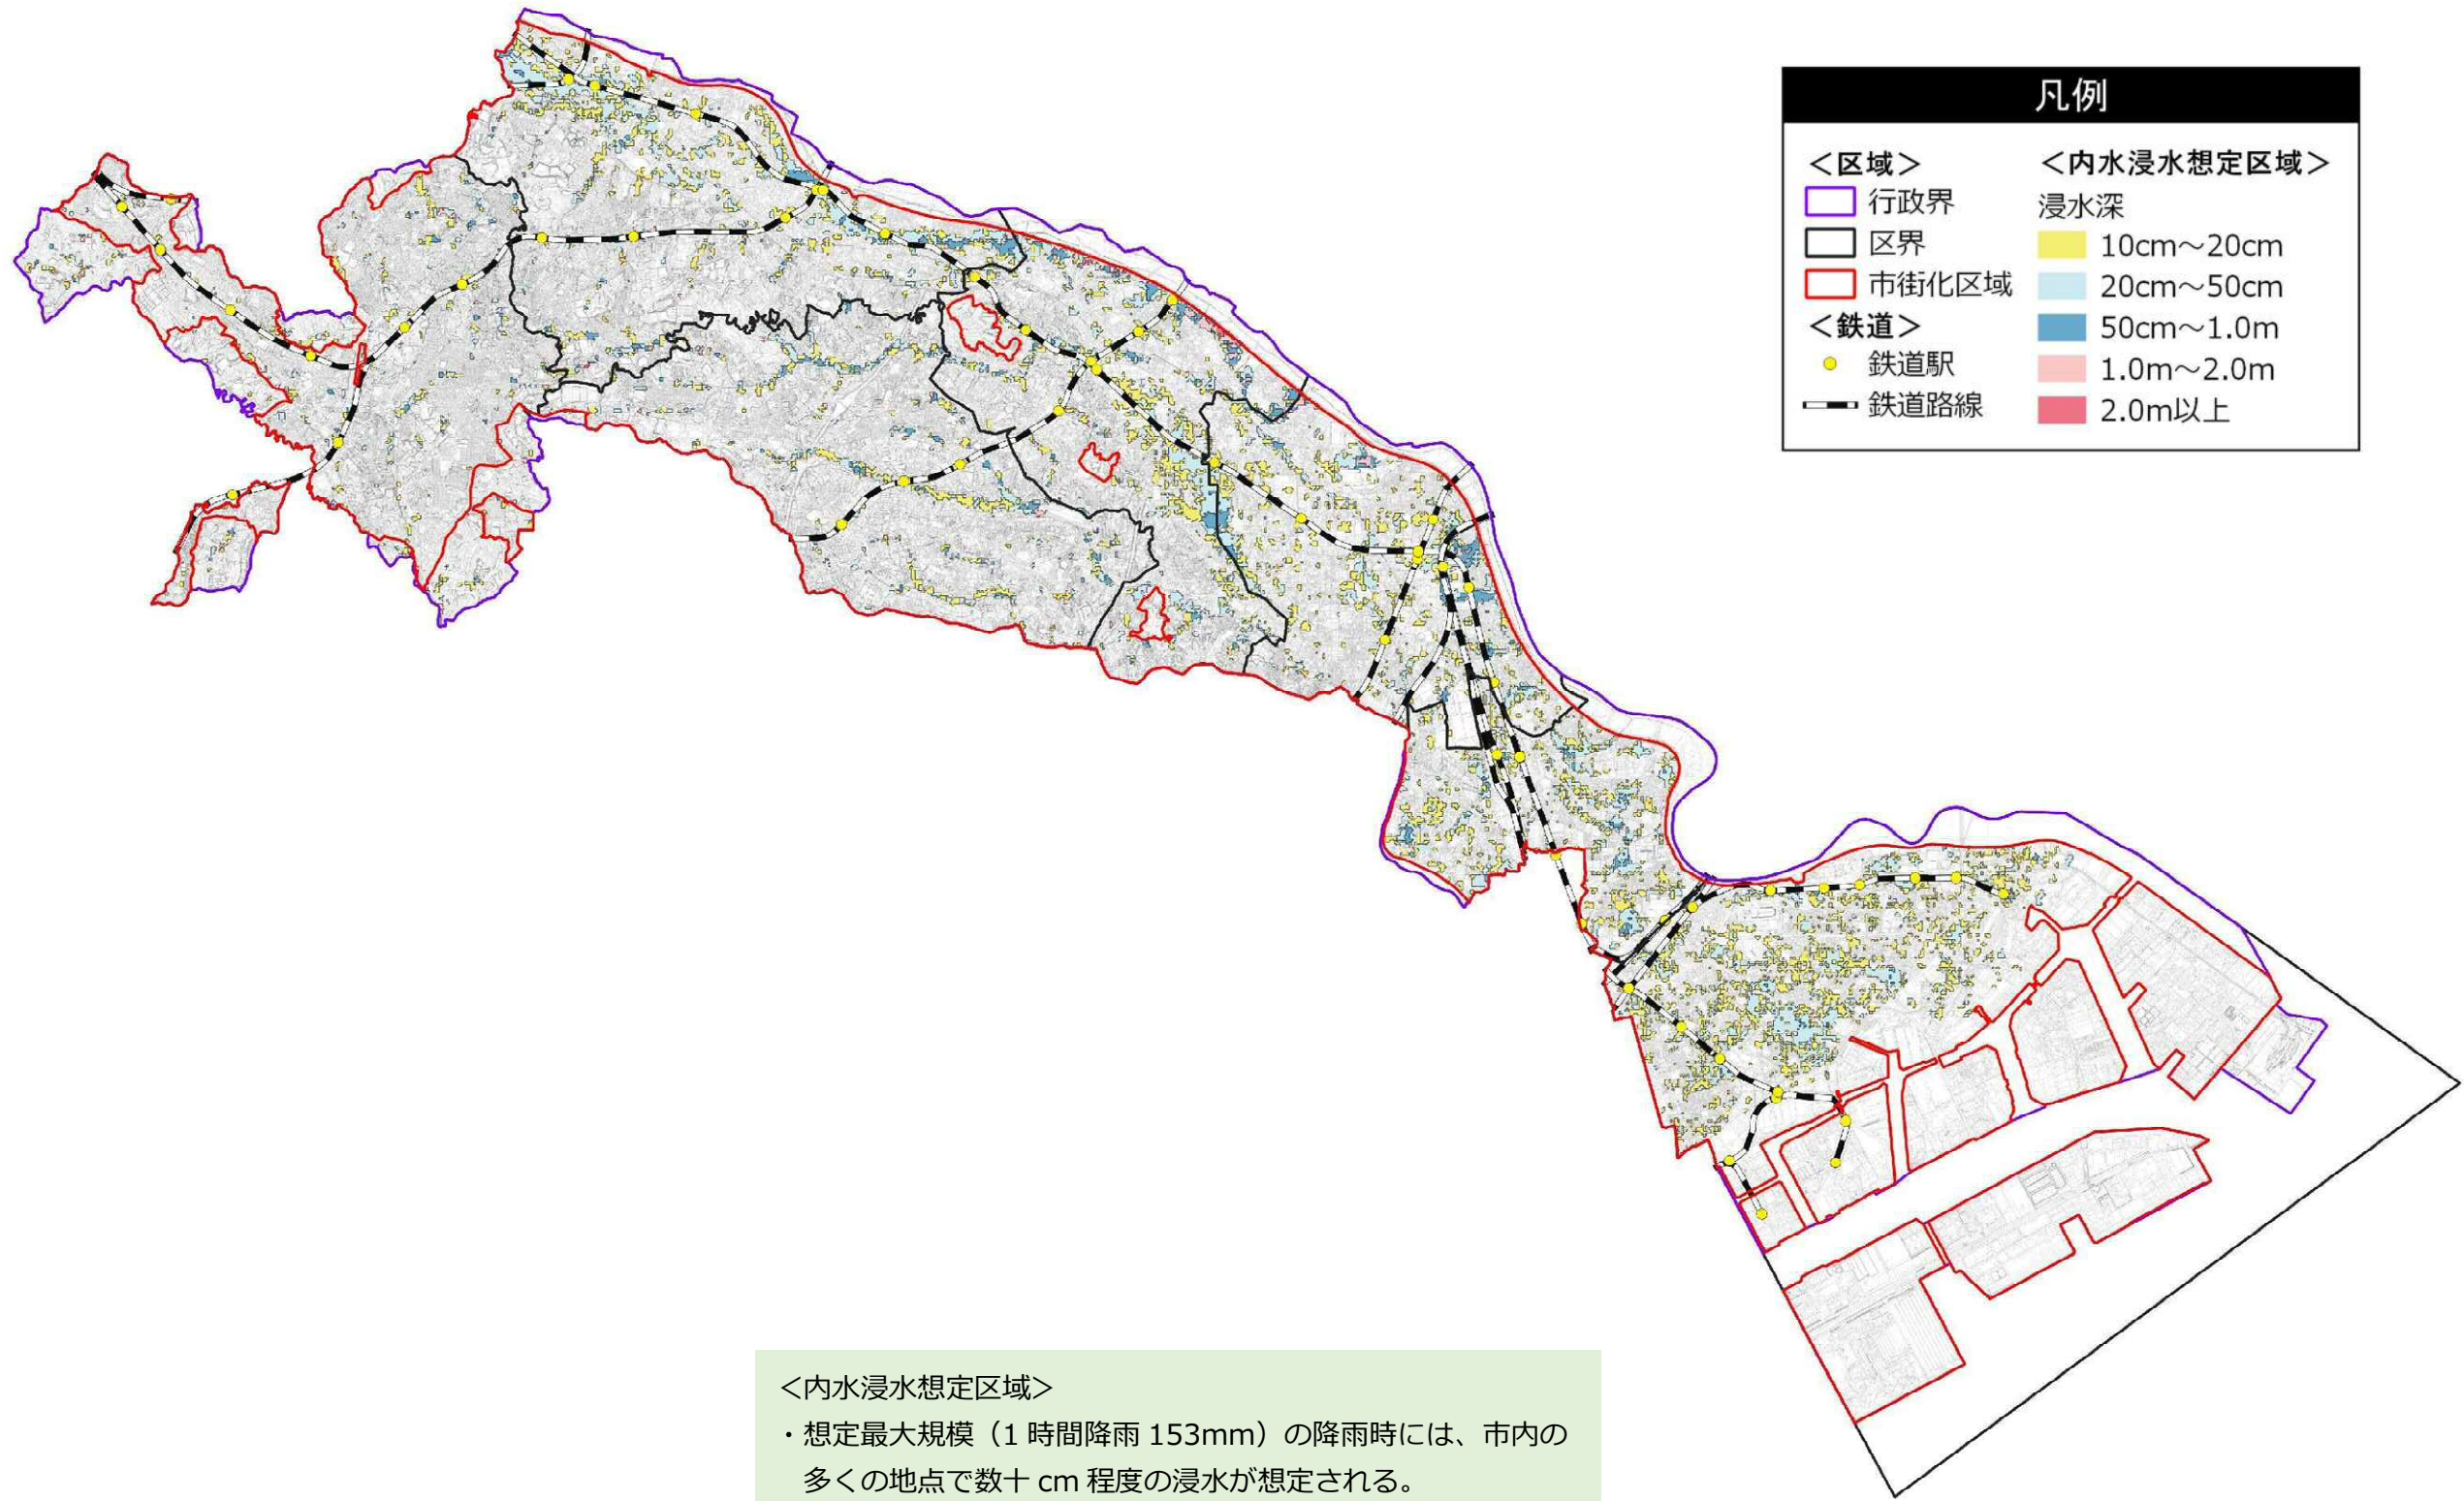 凡例
<区域>
行政界
区界
市街化区域
<鉄道>
鉄道駅
鉄道路線
<内水浸水想定区域>
浸水深
10cm～20cm
20cm～50cm
50cm～1.0m
1.0m～2.0m
2.0m以上
<内水浸水想定区域>
・想定最大規模（1 時間降雨 153mm）の降雨時には、市内の
多くの地点で数十 cm 程度の浸水が想定される。